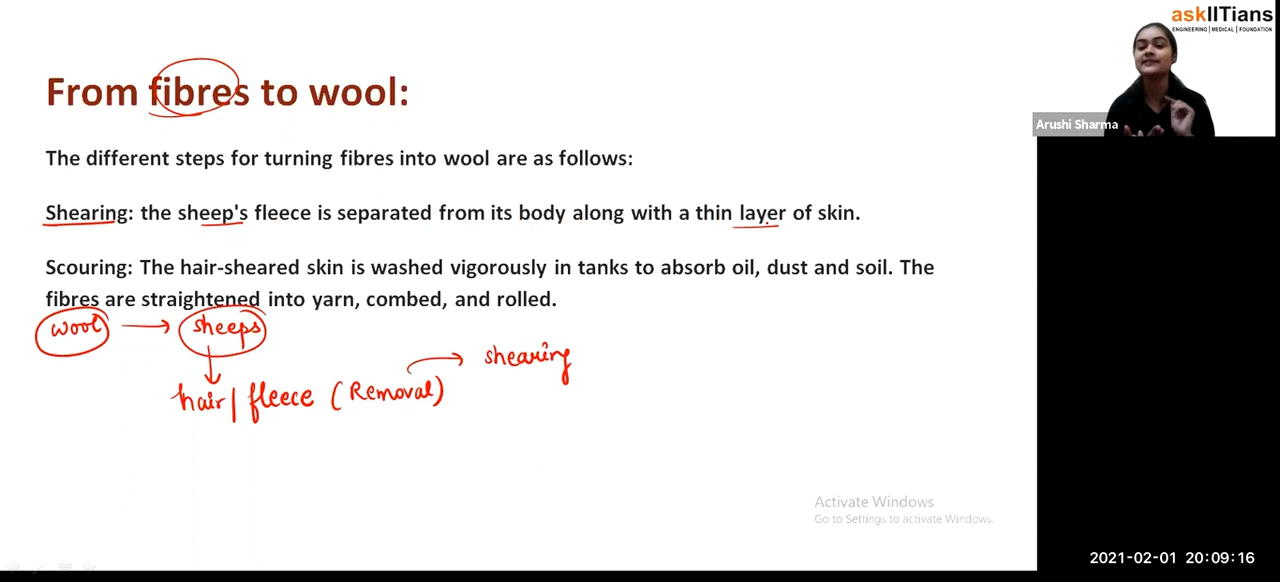 askIITians
ENGINEERING | MEDICAL | FOUNDATION
From fibres to wool:
Arushi Sharma
The different steps for turning fibres into wool are as follows:
Shearing: the sheep's fleece is separated from its body along with a thin layer of skin.
Scouring: The hair-sheared skin is washed vigorously in tanks to absorb oil, dust and soil. The
fibres are straightened into yarn, combed, and rolled.
wool → sheeps
shearing
hair/ fleece (Removal)
Activate Windows
Go to Settings to activate Windows.
2021-02-01 20:09:16